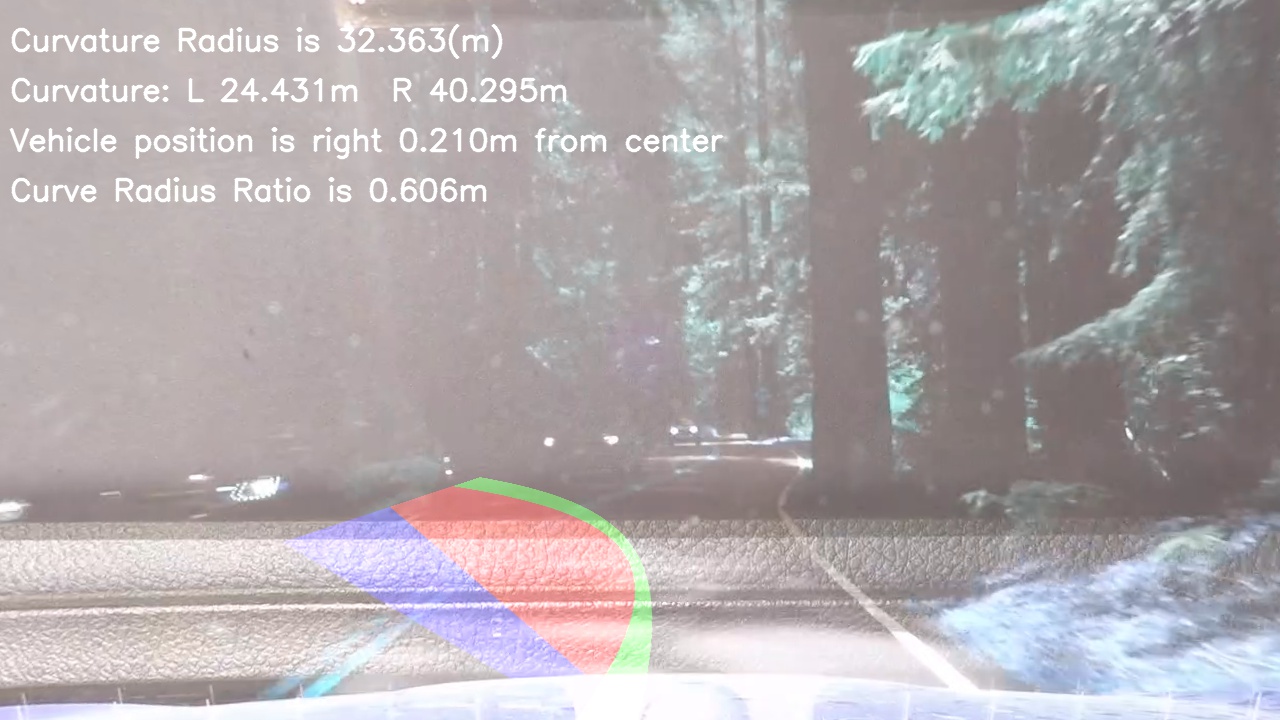 Curvature Radius is 32.363(m)
Curvature: L 24.431m R 40.295m
Vehicle position is right 0.210m from center
Curve Radius Ratio is 0.606m